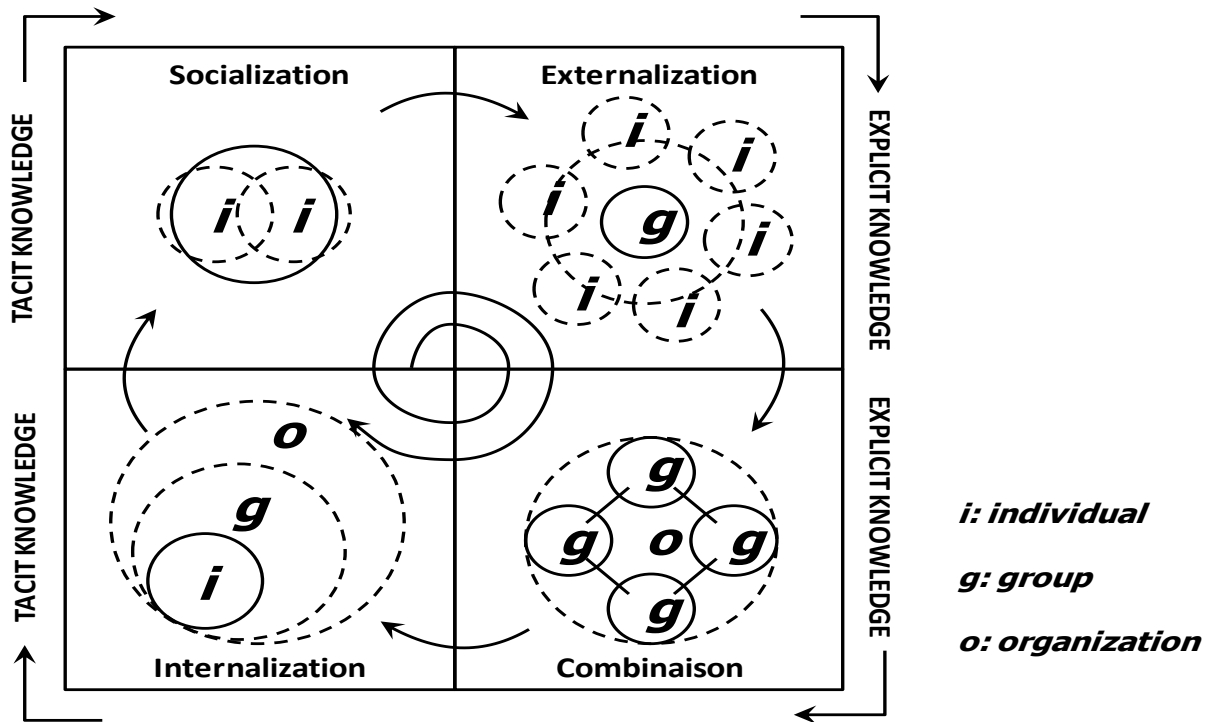 Socialization
Externalization
TACIT KNOWLEDGE
EXPLICIT KNOWLEDGE
i
i
i
i
i
i
i
i
g
TACIT KNOWLEDGE
EXPLICIT KNOWLEDGE
o
g
i
g
g
o
g
g
Internalization
Combinaison
i: individual
g: group
o: organization